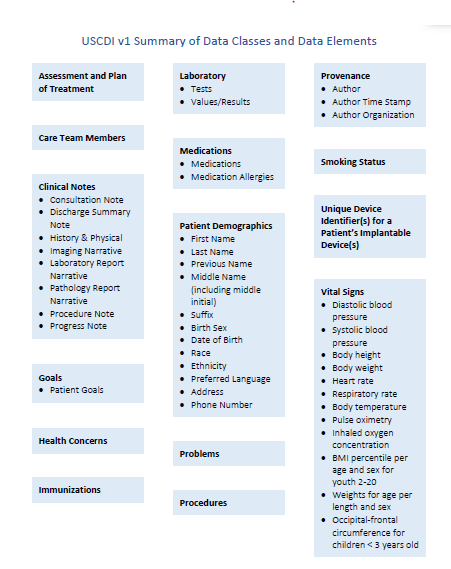 USCDI v1 Summary of Data Classes and Data Elements
Assessment and Plan
of Treatment
Care Team Members
Clinical Notes
• Consultation Note
• Discharge Summary
Note
• History & Physical
• Imaging Narrative
• Laboratory Report
Narrative
• Pathology Report
Narrative
• Procedure Note
• Progress Note
Goals
• Patient Goals
Health Concerns
Immunizations
Laboratory
• Tests
• Values/Results
Medications
• Medications
• Medication Allergies
Patient Demographics
• First Name
• Last Name
• Previous Name
• Middle Name
(including middle
initial)
• Suffix
• Birth Sex
• Date of Birth
• Race
• Ethnicity
• Preferred Language
• Address
• Phone Number
Problems
Procedures
Provenance
• Author
• Author Time Stamp
• Author Organization
Smoking Status
Unique Device
Identifier(s) for a
Patient's Implantable
Device(s)
Vital Signs
• Diastolic blood
pressure
• Systolic blood
pressure
• Body height
• Body weight
• Heart rate
• Respiratory rate
• Body temperature
• Pulse oximetry
• Inhaled oxygen
concentration
• BMI percentile per
age and sex for
youth 2-20
• Weights for age per
length and sex
• Occipital-frontal
circumference for
children < 3 years old